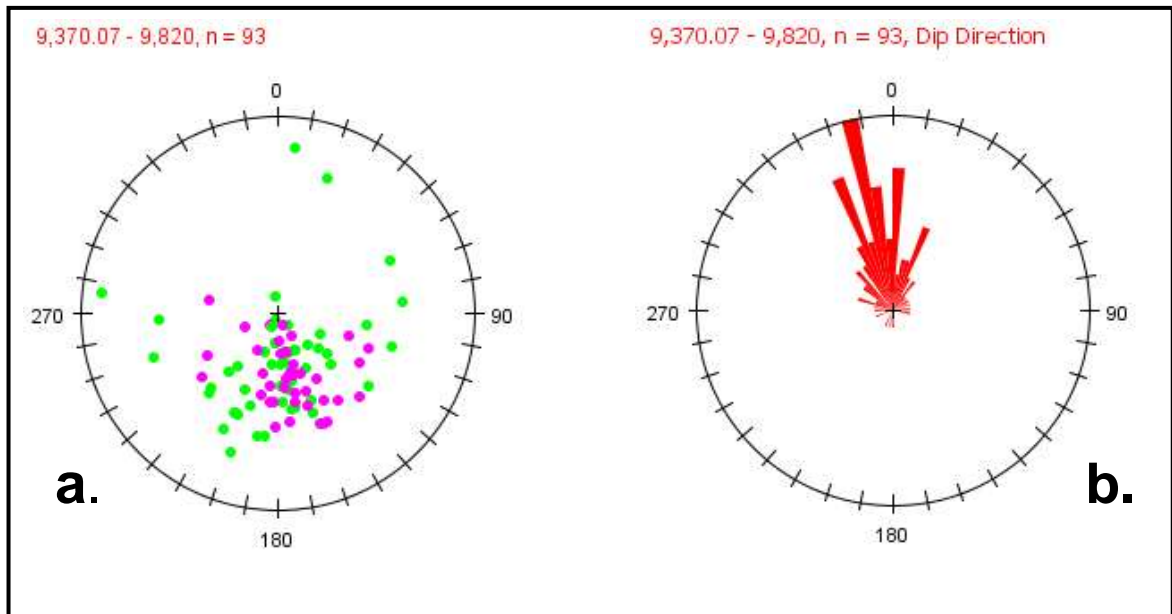 9,370.07 - 9,820, n = 93
0
270
90
180
a.
9,370.07 - 9,820, n = 93, Dip Direction
0
270
90
180
b.